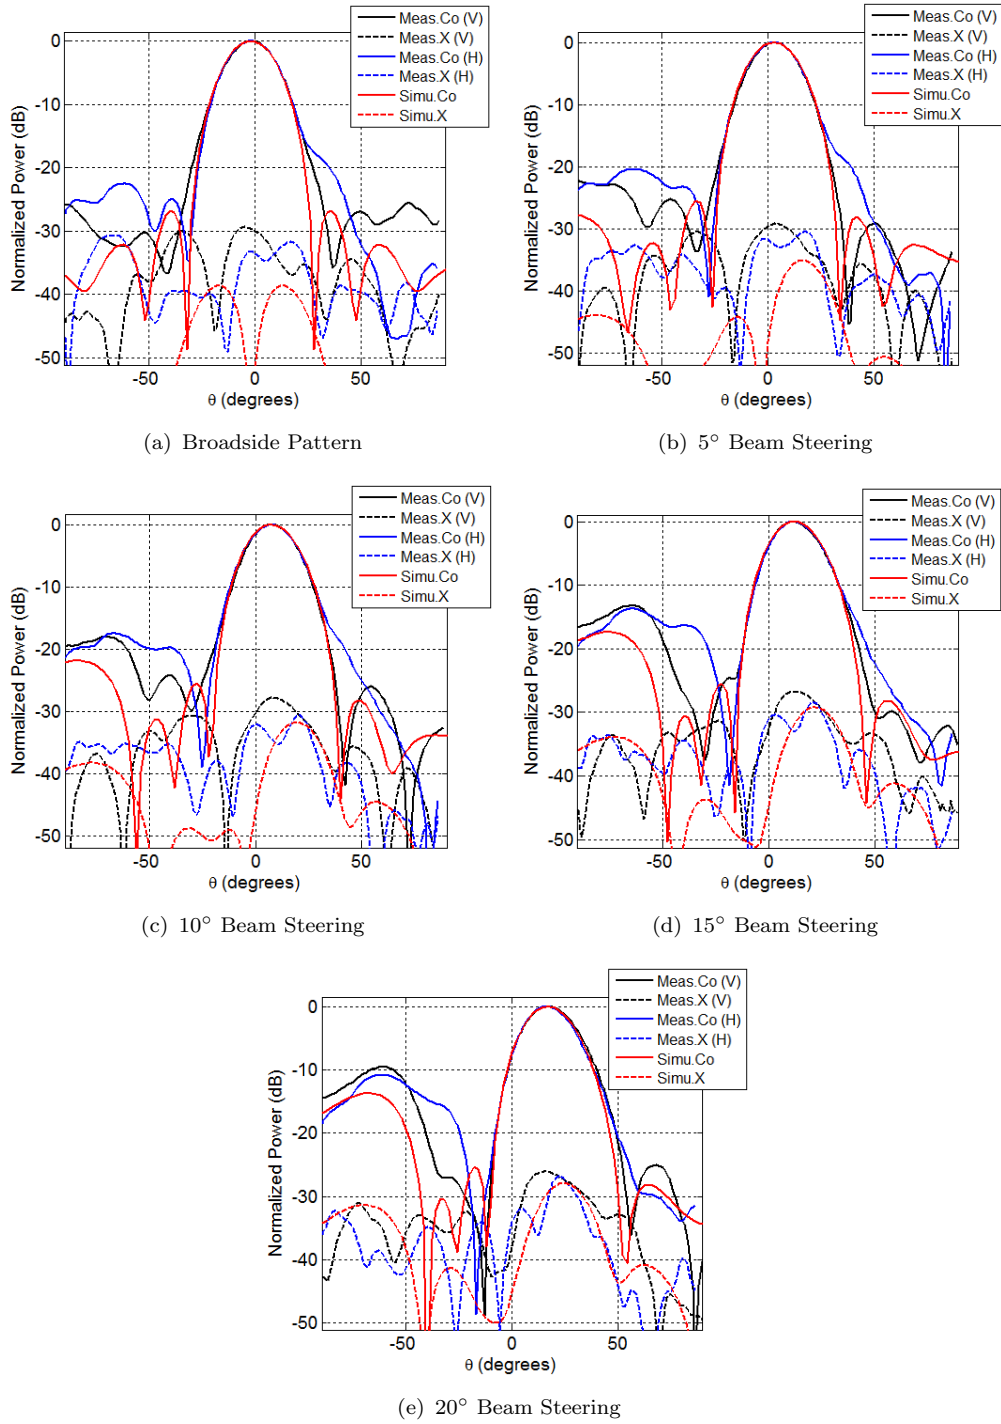 Meas.Co (V)
Meas.X (V)
Meas.Co (H)
Meas.X (H)
Simu.Co
Simu.X
0
-10
-20
-30
-40
-50
Normalized Power (dB)
-50 0 50
θ (degrees)
(a) Broadside Pattern
Meas.Co (V)
Meas.X (V)
Meas.Co (H)
Meas.X (H)
Simu.Co
Simu.X
0
-10
-20
-30
-40
-50
Normalized Power (dB)
-50 0 50
θ (degrees)
(b) 5° Beam Steering
Meas.Co (V)
Meas.X (V)
Meas.Co (H)
Meas.X (H)
Simu.Co
Simu.X
0
-10
-20
-30
-40
-50
Normalized Power (dB)
-50 0 50
θ (degrees)
(c) 10° Beam Steering
Meas.Co (V)
Meas.X (V)
Meas.Co (H)
Meas.X (H)
Simu.Co
Simu.X
0
-10
-20
-30
-40
-50
Normalized Power (dB)
-50 0 50
θ (degrees)
(d) 15° Beam Steering
Meas.Co (V)
Meas.X (V)
Meas.Co (H)
Meas.X (H)
Simu.Co
Simu.X
0
-10
-20
-30
-40
-50
Normalized Power (dB)
-50 0 50
θ (degrees)
(e) 20° Beam Steering